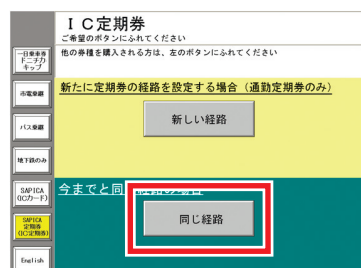 IC定期券
ご希望のボタンにふれてください
他の券種を購入される方は、左のボタンにふれてください
一日乗車券
ドニチカ
キップ
市電乗継
バス乗継
地下鉄のみ
SAPICA
(ICカード)
SAPICA
定期券
(IC定期券)
English
新たに定期券の経路を設定する場合（通勤定期券のみ）
新しい経路
今までと同
同じ経路